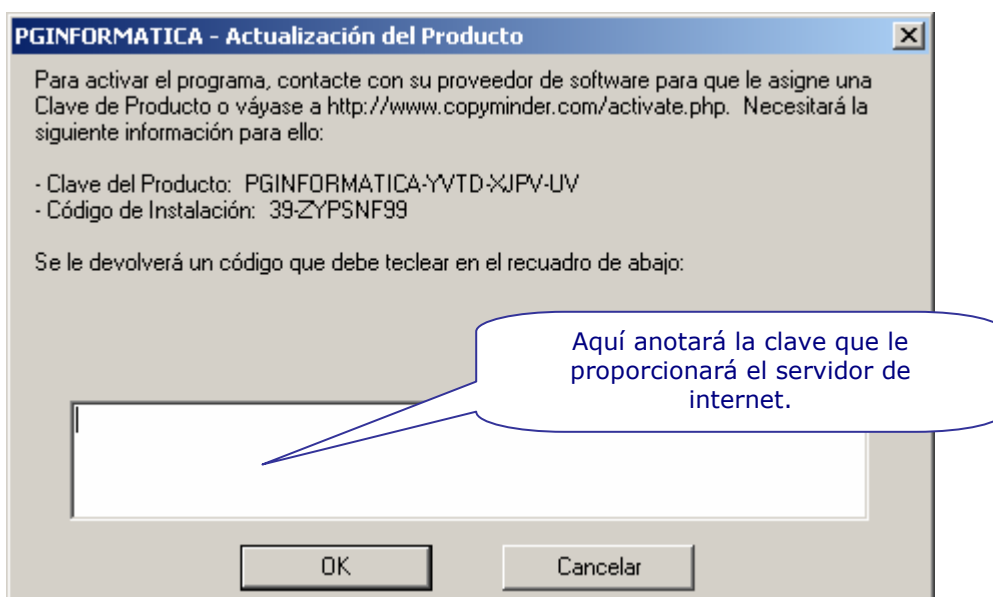 PGINFORMATICA - Actualización del Producto
Para activar el programa, contacte con su proveedor de software para que le asigne una
Clave de Producto o váyase a http://www.copyminder.com/activate.php. Necesitará la
siguiente información para ello:
- Clave del Producto: PGINFORMATICA-YVTD-XJPV-UV
- Código de Instalación: 39-ZYPSNF99
Se le devolverá un código que debe teclear en el recuadro de abajo:
Aquí anotará la clave que le
proporcionará el servidor de
internet.
OK
Cancelar